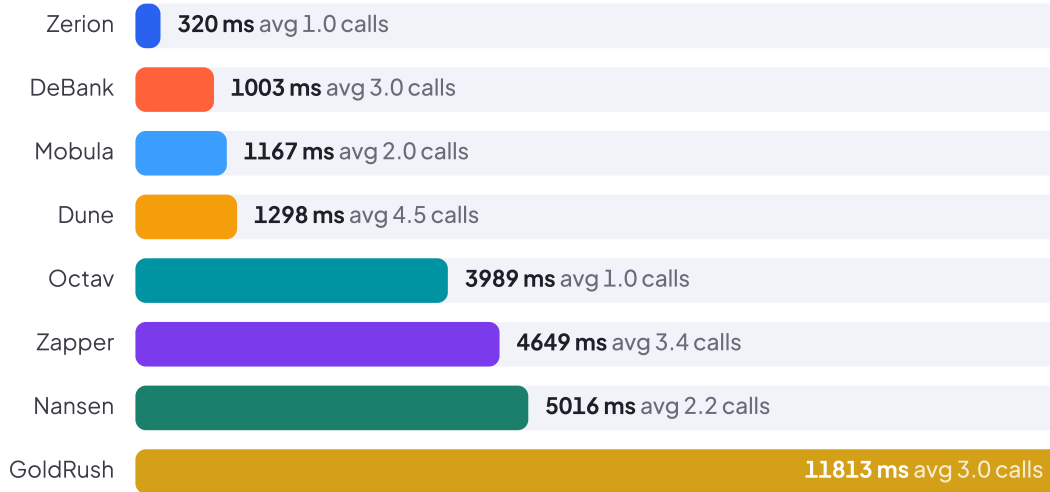 Zerion 320 ms avg 1.0 calls
DeBank 1003 ms avg 3.0 calls
Mobula 1167 ms avg 2.0 calls
Dune 1298 ms avg 4.5 calls
Octav 3989 ms avg 1.0 calls
Zapper 4649 ms avg 3.4 calls
Nansen 5016 ms avg 2.2 calls
GoldRush 11813 ms avg 3.0 calls